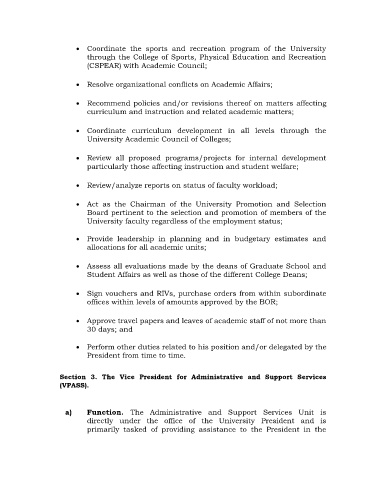 • Coordinate the sports and recreation program of the University
through the College of Sports, Physical Education and Recreation
(CSPEAR) with Academic Council;
• Resolve organizational conflicts on Academic Affairs;
• Recommend policies and/or revisions thereof on matters affecting
curriculum and instruction and related academic matters;
• Coordinate curriculum development in all levels through the
University Academic Council of Colleges;
• Review all proposed programs/projects for internal development
particularly those affecting instruction and student welfare;
• Review/analyze reports on status of faculty workload;
• Act as the Chairman of the University Promotion and Selection
Board pertinent to the selection and promotion of members of the
University faculty regardless of the employment status;
• Provide leadership in planning and in budgetary estimates and
allocations for all academic units;
• Assess all evaluations made by the deans of Graduate School and
Student Affairs as well as those of the different College Deans;
• Sign vouchers and RIVs, purchase orders from within subordinate
offices within levels of amounts approved by the BOR;
• Approve travel papers and leaves of academic staff of not more than
30 days; and
• Perform other duties related to his position and/or delegated by the
President from time to time.
Section 3. The Vice President for Administrative and Support Services
(VPASS).
a) Function. The Administrative and Support Services Unit is
directly under the office of the University President and is
primarily tasked of providing assistance to the President in the